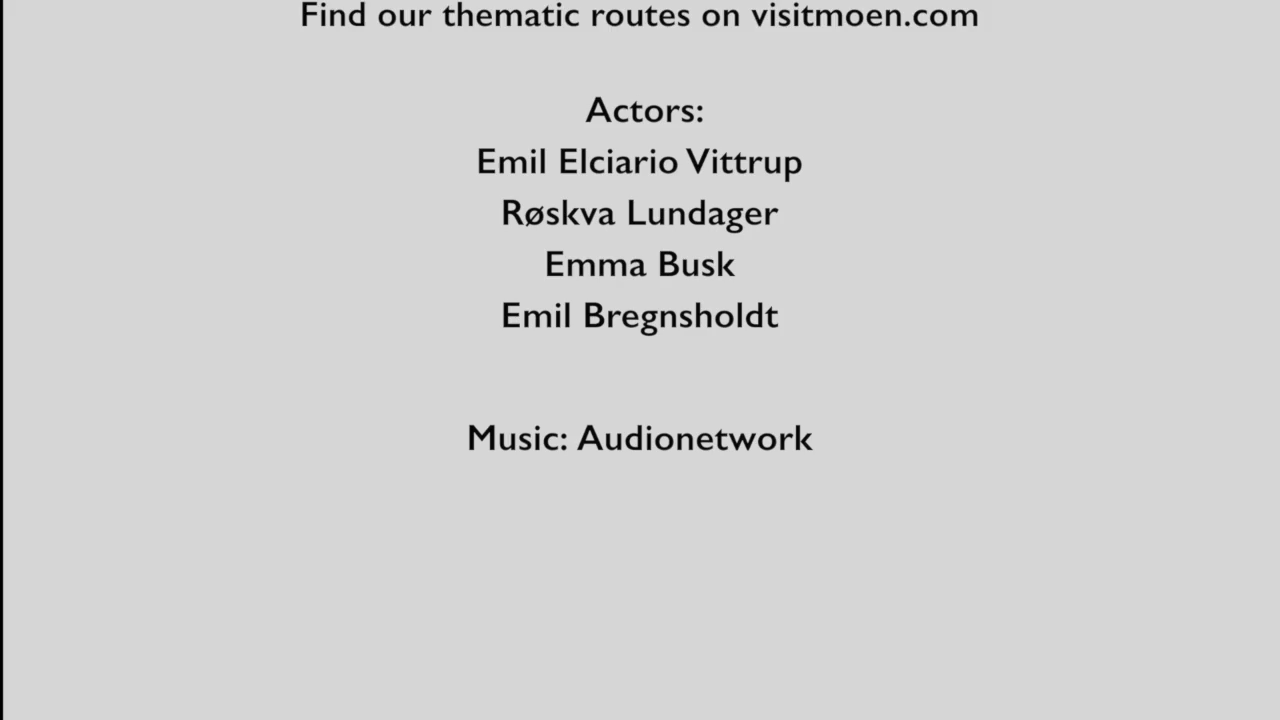 Find our thematic routes on visitmoen.com
Actors:
Emil Elciario Vittrup
Røskva Lundager
Emma Busk
Emil Bregnsholdt
Music: Audionetwork